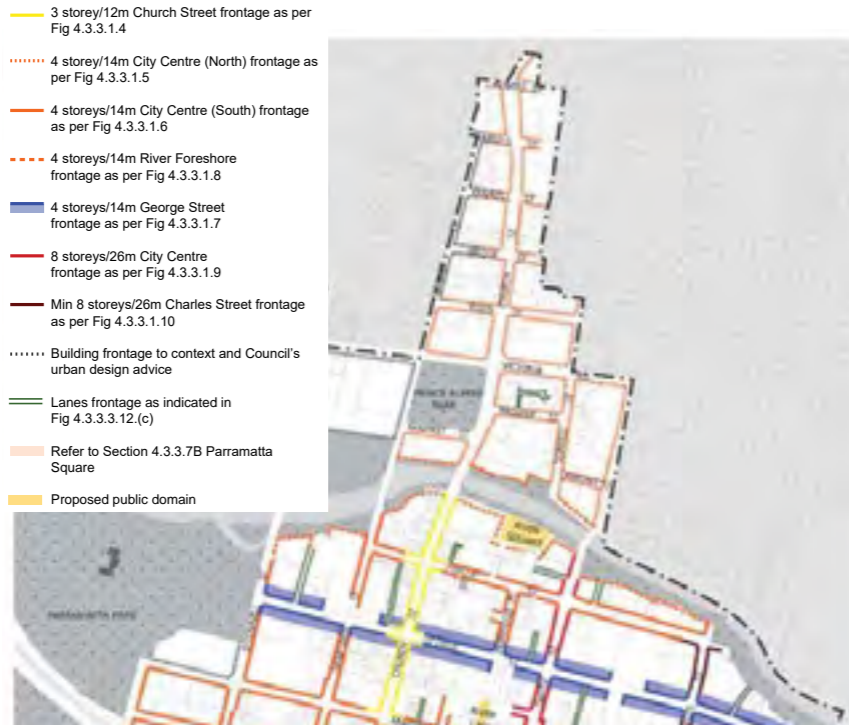 3 storey/12m Church Street frontage as per
Fig 4.3.3.1.4
4 storey/14m City Centre (North) frontage as
per Fig 4.3.3.1.5
4 storeys/14m City Centre (South) frontage
as per Fig 4.3.3.1.6
4 storeys/14m River Foreshore
frontage as per Fig 4.3.3.1.8
4 storeys/14m George Street
frontage as per Fig 4.3.3.1.7
8 storeys/26m City Centre
frontage as per Fig 4.3.3.1.9
Min 8 storeys/26m Charles Street frontage
as per Fig 4.3.3.1.10
Building frontage to context and Council's
urban design advice
Lanes frontage as indicated in
Fig 4.3.3.3.12.(c)
Refer to Section 4.3.3.7B Parramatta
Square
Proposed public domain
VICTORIA
PRINCE ALFRED
RIVER
SQUARE
PARRAMATTA PARK
CHURCH
ST